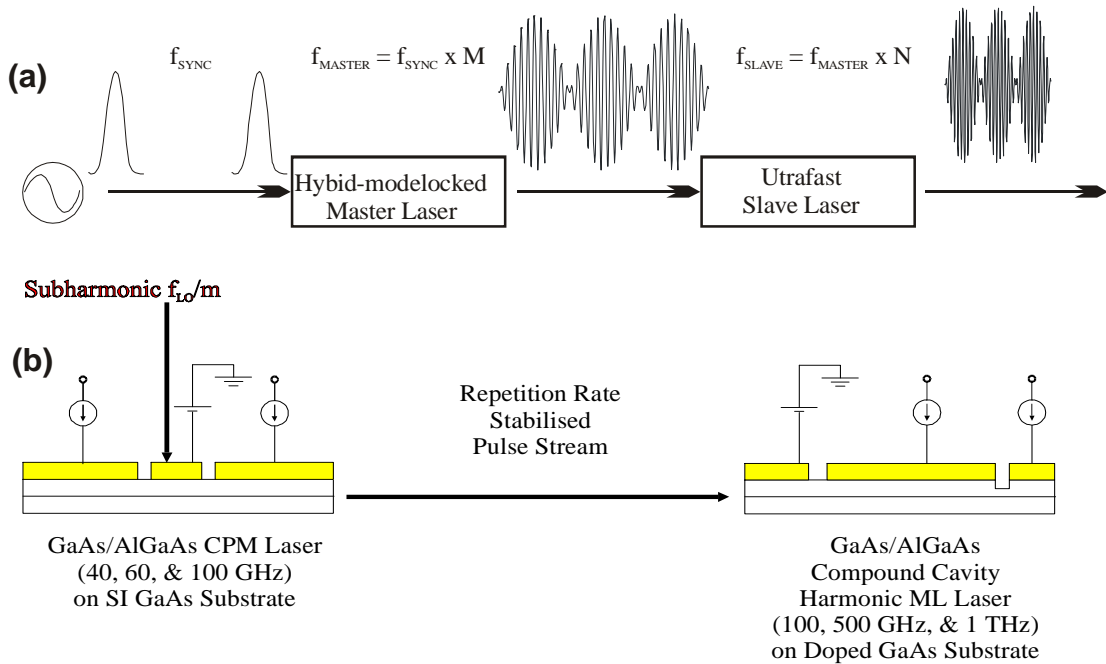 (a)
f_SYNC
f_MASTER = f_SYNC x M
f_SLAVE = f_MASTER x N
Hybid-modelocked
Master Laser
Utrafast
Slave Laser
Subharmonic f_LO/m
(b)
Repetition Rate
Stabilised
Pulse Stream
GaAs/AlGaAs CPM Laser
(40, 60, & 100 GHz)
on SI GaAs Substrate
GaAs/AlGaAs
Compound Cavity
Harmonic ML Laser
(100, 500 GHz, & 1 THz)
on Doped GaAs Substrate